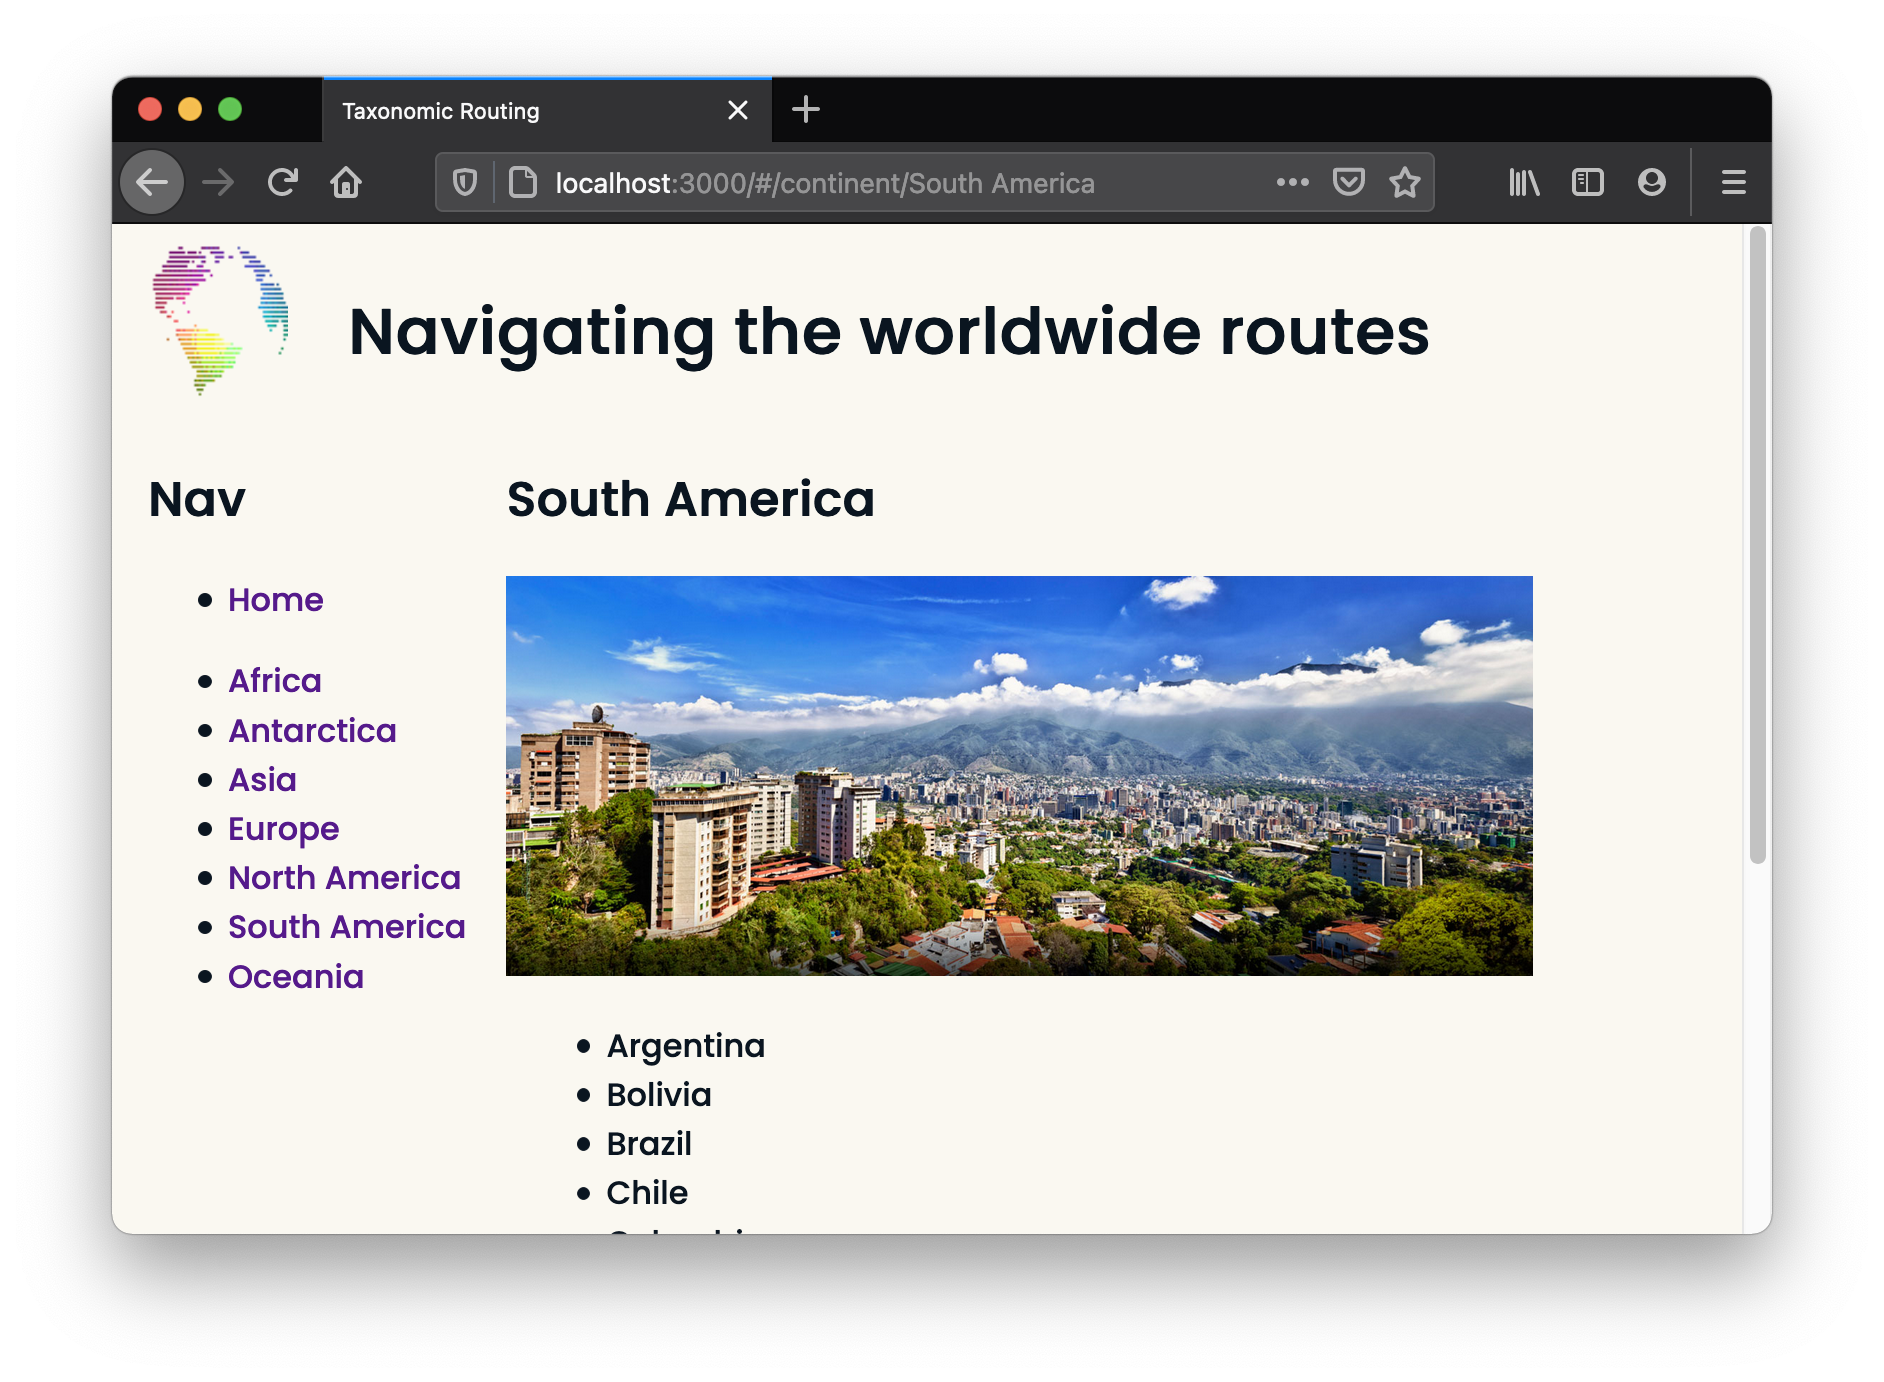 Taxonomic Routing
localhost:3000/#/continent/South America
Navigating the worldwide routes
Nav
Home
Africa
Antarctica
Asia
Europe
North America
South America
Oceania
South America
Argentina
Bolivia
Brazil
Chile